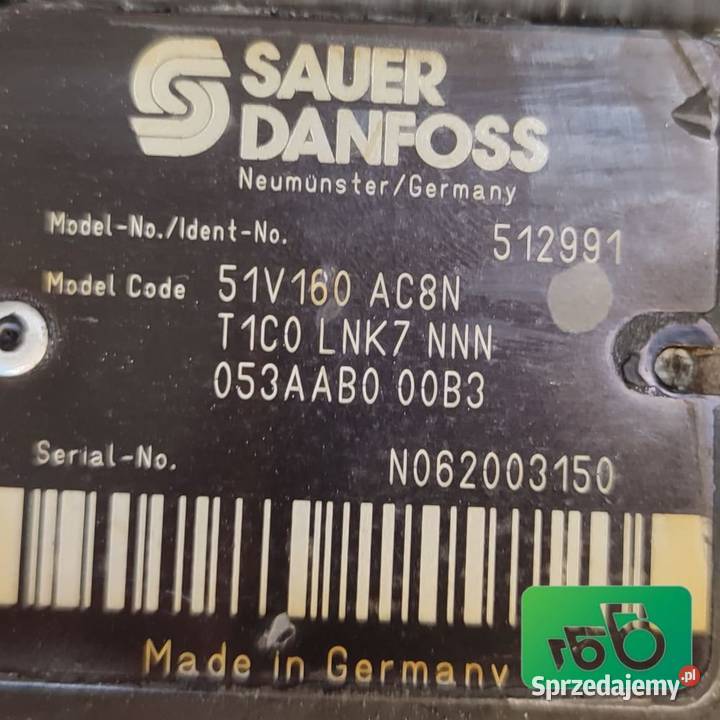 SAUER
DANFOSS
Neumünster/Germany
Model-No./Ident-No. 512991
Model Code 51V160 AC8N
T1C0 LNK7 NNN
053AAB0 00B3
Serial-No. N062003150
Made in Germany
Sprzedajemy.pl